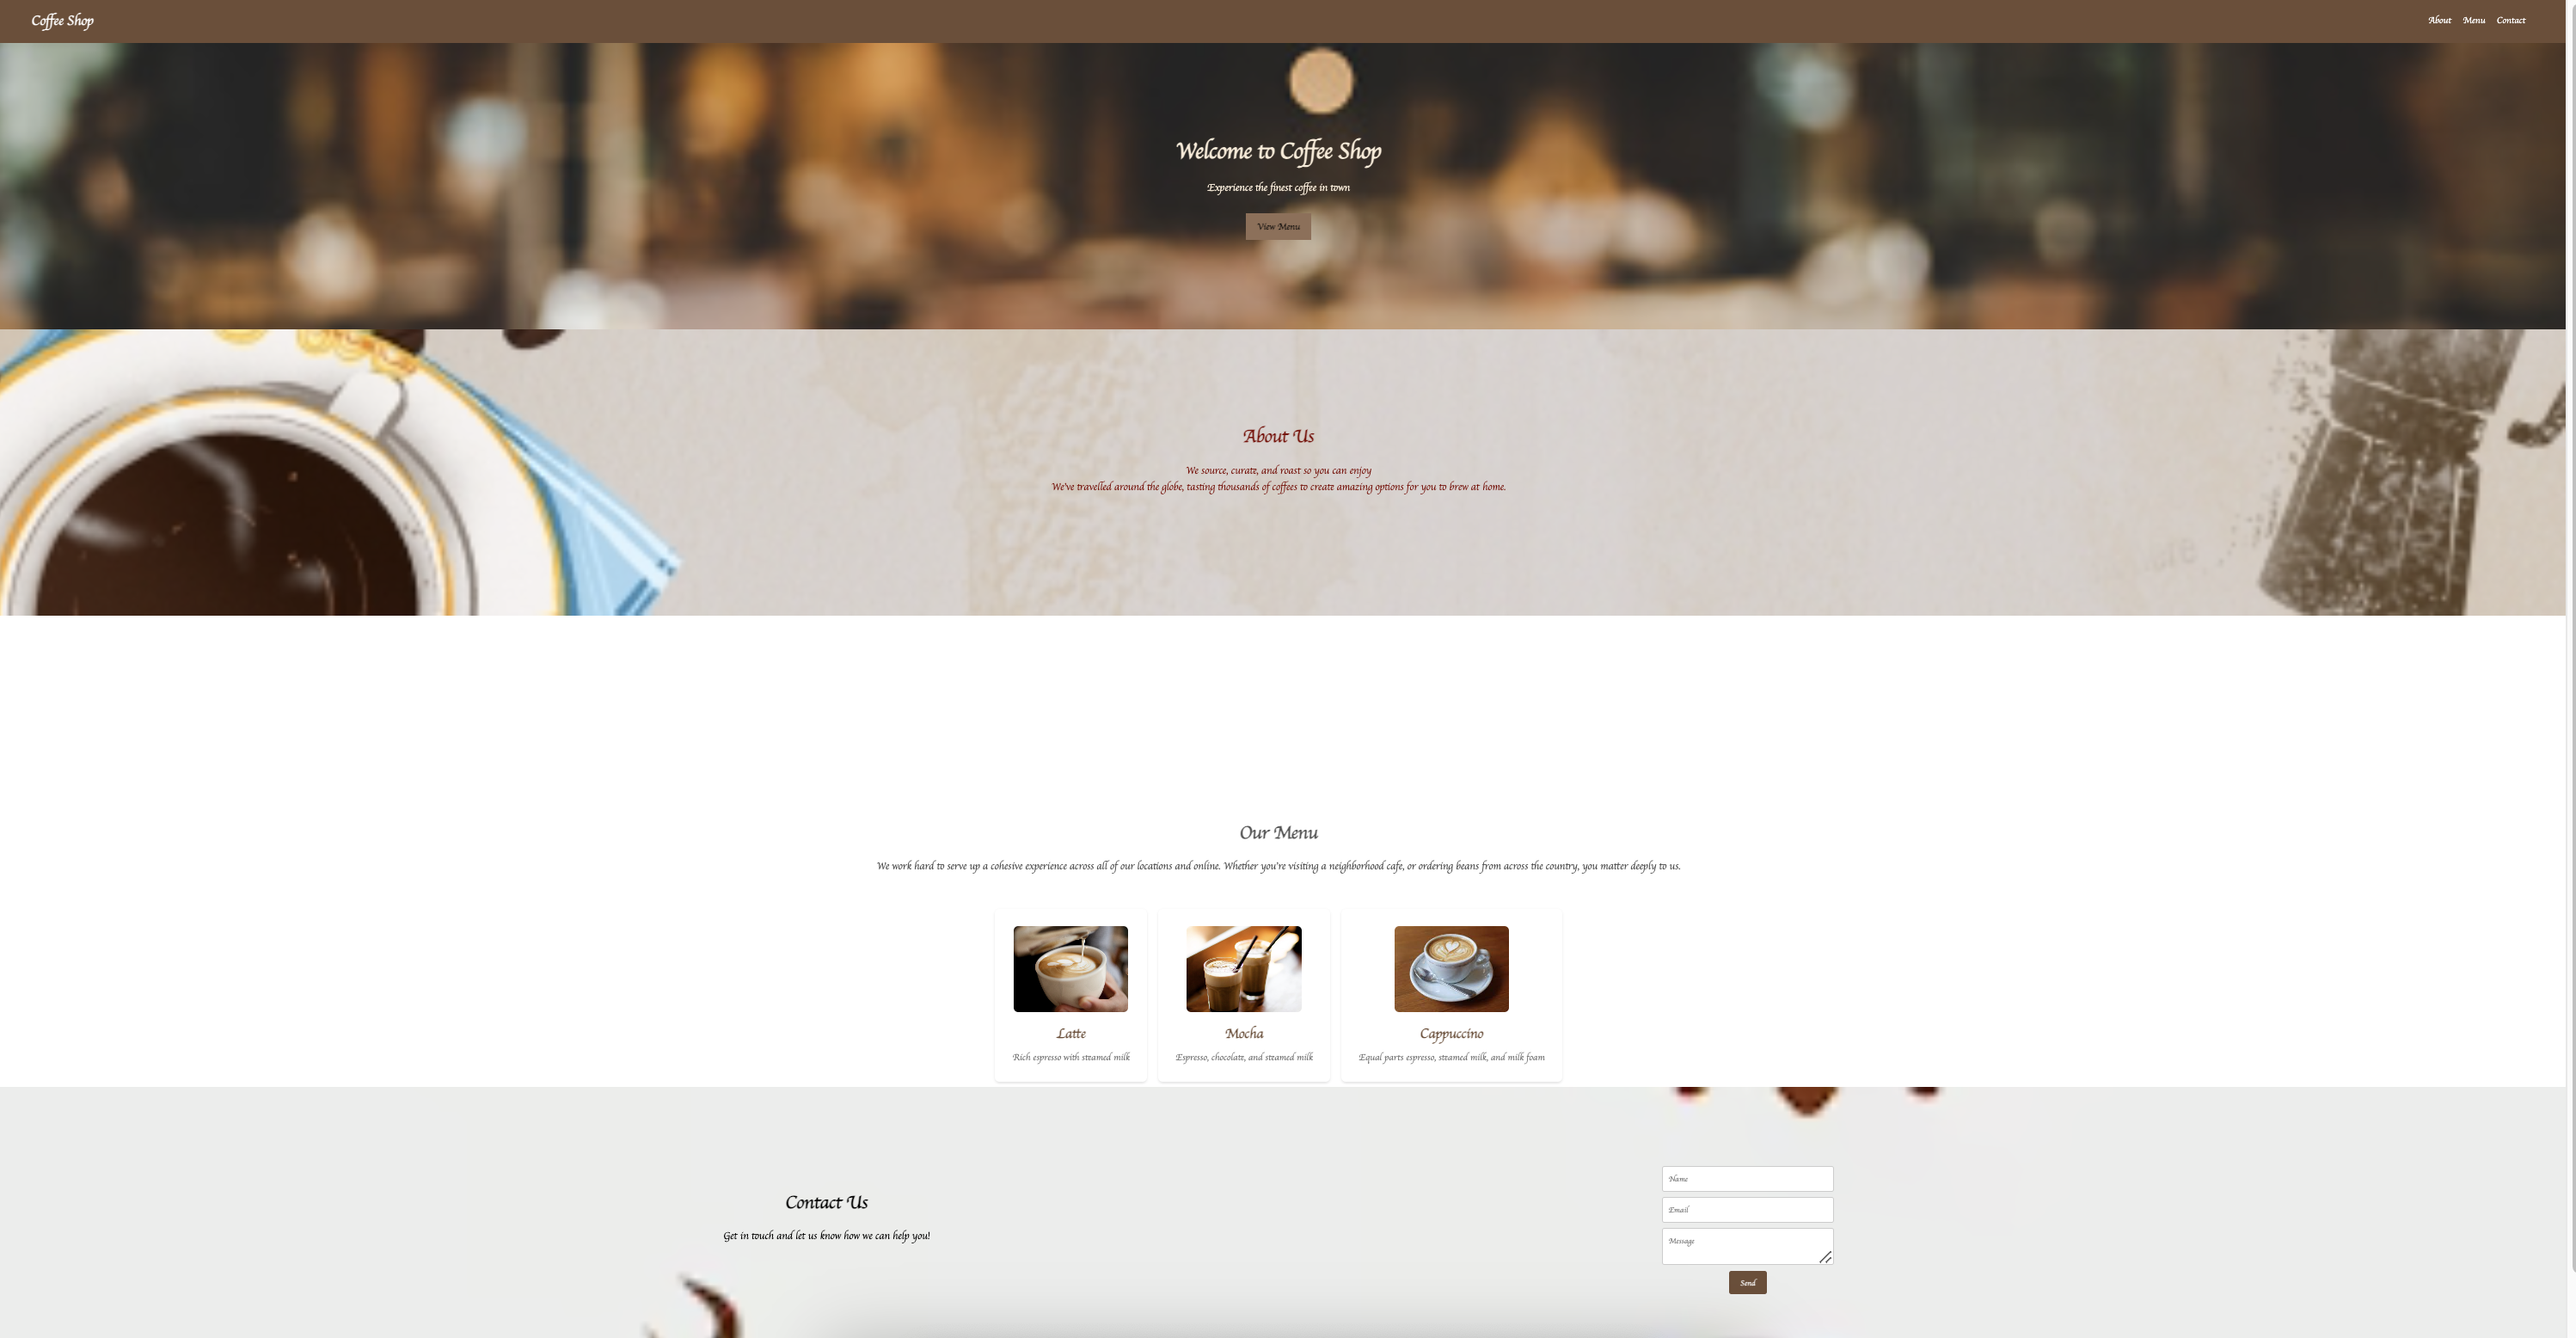 Coffee Shop
About Menu Contact
Welcome to Coffee Shop
Experience the finest coffee in town
View Menu
About Us
We source, curate, and roast so you can enjoy
We've travelled around the globe, tasting thousands of coffees to create amazing options for you to brew at home.
Our Menu
We work hard to serve up a cohesive experience across all of our locations and online. Whether you're visiting a neighborhood cafe, or ordering beans from across the country, you matter deeply to us.
Latte
Rich espresso with steamed milk
Mocha
Espresso, chocolate, and steamed milk
Cappuccino
Equal parts espresso, steamed milk, and milk foam
Contact Us
Get in touch and let us know how we can help you!
Name
Email
Message
Send